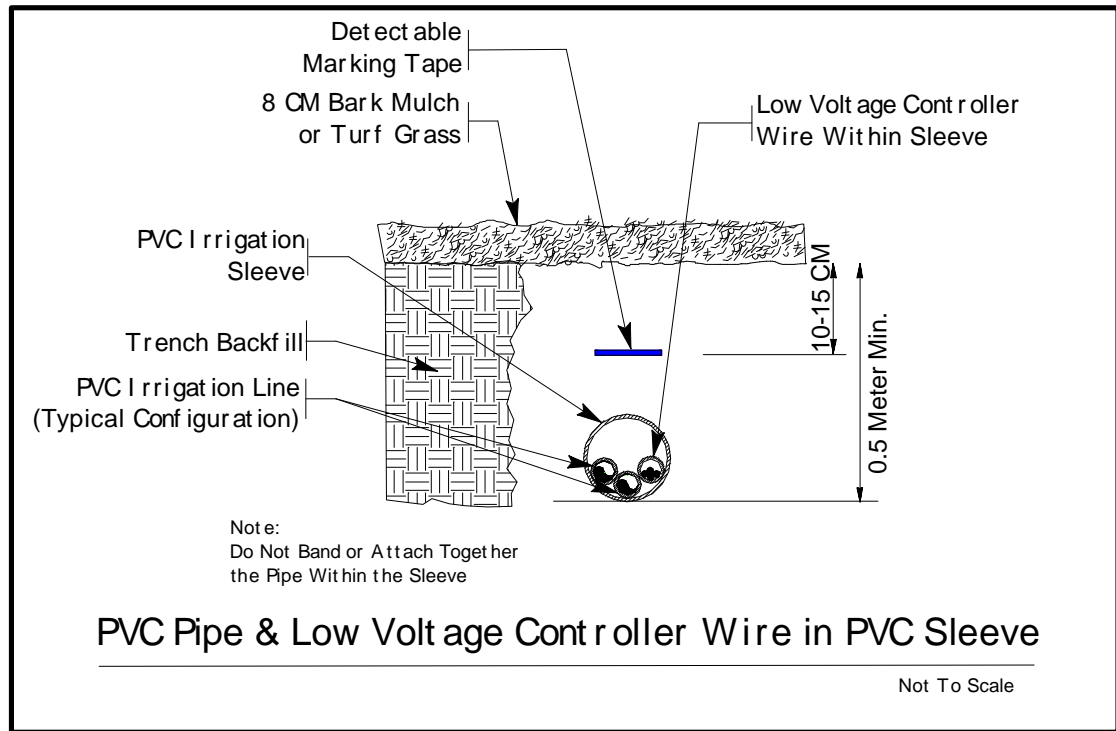 Detectable
Marking Tape
8 CM Bark Mulch
or Turf Grass
Low Voltage Controller
Wire Within Sleeve
PVC Irrigation
Sleeve
10-15 CM
Trench Backfill
0.5 Meter Min.
PVC Irrigation Line
(Typical Configuration)
Note:
Do Not Band or Attach Together
the Pipe Within the Sleeve
PVC Pipe & Low Voltage Controller Wire in PVC Sleeve
Not To Scale